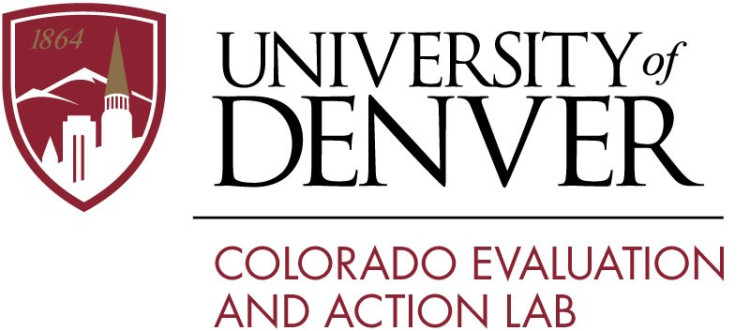 1864
UNIVERSITY of
DENVER
COLORADO EVALUATION
AND ACTION LAB